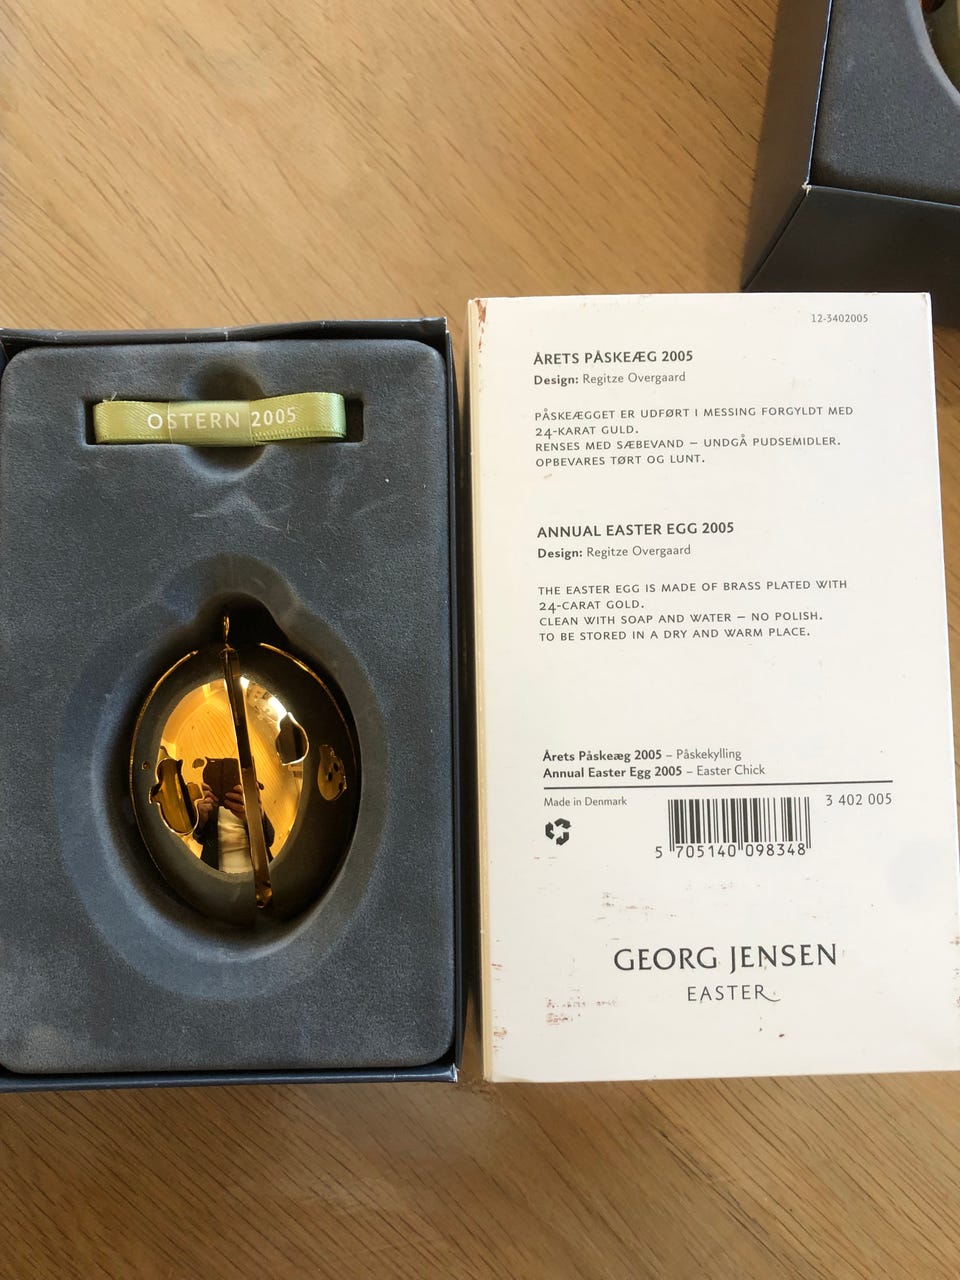 OSTERN 2005
12-3402005
ÅRETS PÅSKEÆG 2005
Design: Regitze Overgaard
PÅSKEÆGGET ER UDFØRT I MESSING FORGYLDT MED
24-KARAT GULD.
RENSES MED SÆBEVAND – UNDGÅ PUDSEMIDLER.
OPBEVARES TØRT OG LUNT.
ANNUAL EASTER EGG 2005
Design: Regitze Overgaard
THE EASTER EGG IS MADE OF BRASS PLATED WITH
24-CARAT GOLD.
CLEAN WITH SOAP AND WATER – NO POLISH.
TO BE STORED IN A DRY AND WARM PLACE.
Årets Påskeæg 2005 – Påskekylling
Annual Easter Egg 2005 – Easter Chick
Made in Denmark
3 402 005
5 705140 098348
GEORG JENSEN
EASTER